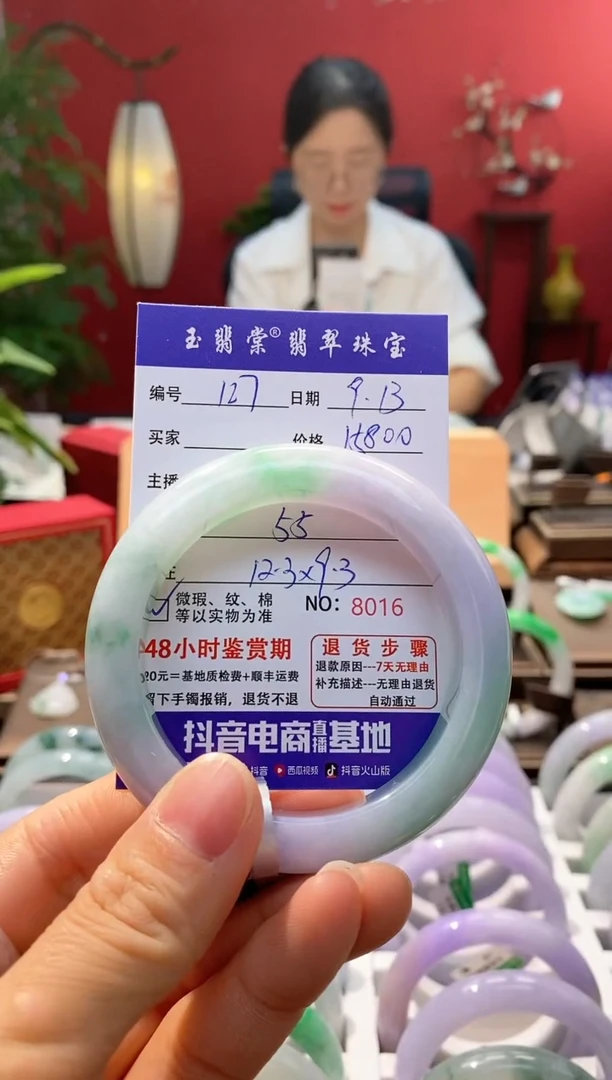 玉翡棠®翡翠珠宝
编号 127 日期 9.13
买家 价格 15800
主播
55
12.3×9.3
微瑕、纹、棉
等以实物为准
NO: 8016
48小时鉴赏期
20元=基地质检费+顺丰运费
留下手镯报销，退货不退
退货步骤
退款原因---7天无理由
补充描述---无理由退货
自动通过
抖音电商直播基地
抖音 西瓜视频 抖音火山版